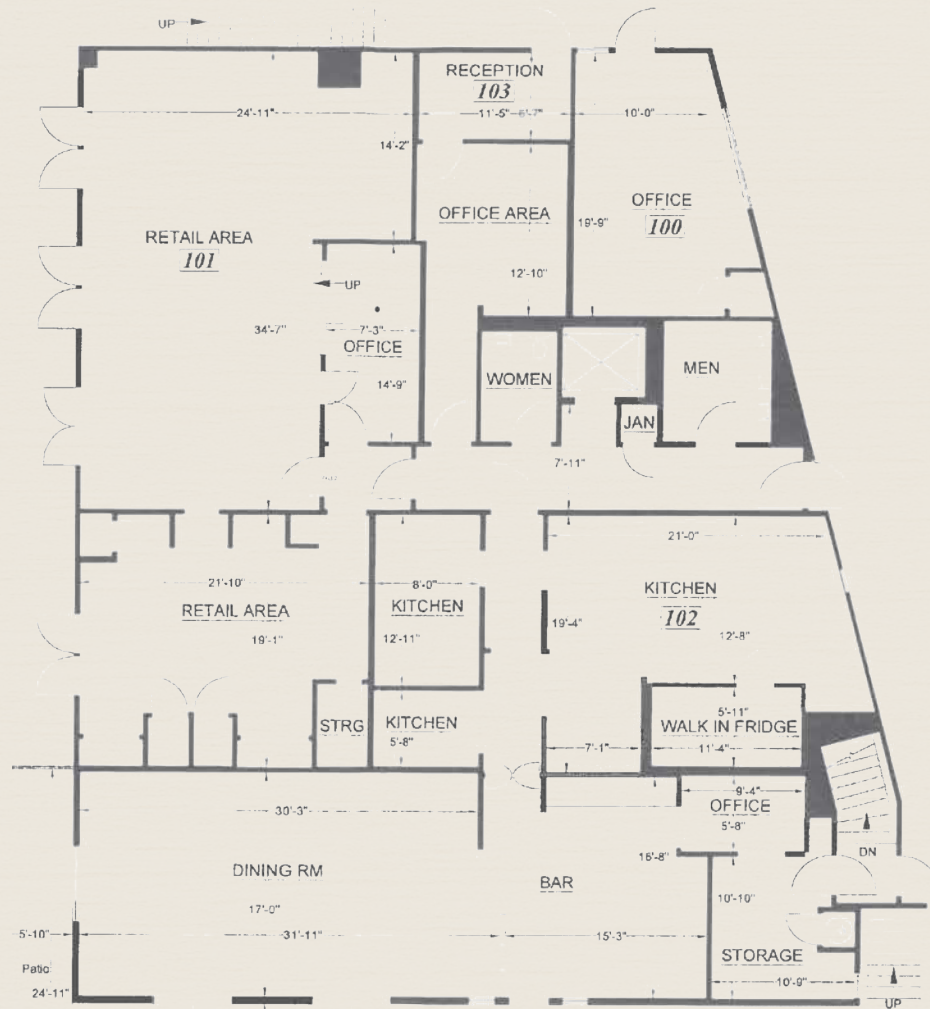 UP
RECEPTION
103
24'-11"
11'-5"
6'-7"
10'-0"
14'-2"
OFFICE AREA
19'-9"
OFFICE
100
RETAIL AREA
101
12'-10"
UP
34'-7"
7'-3"
OFFICE
14'-9"
WOMEN
MEN
JAN
7'-11"
21'-0"
21'-10"
8'-0"
RETAIL AREA
KITCHEN
KITCHEN
102
19'-4"
19'-1"
12'-11"
12'-8"
STRG
KITCHEN
5'-8"
5'-11"
WALK IN FRIDGE
7'-1"
11'-4"
30'-3"
9'-4"
OFFICE
5'-8"
16'-8"
DN
DINING RM
BAR
17'-0"
10'-10"
5'-10"
31'-11"
15'-3"
STORAGE
Patio
24'-11"
10'-9"
UP